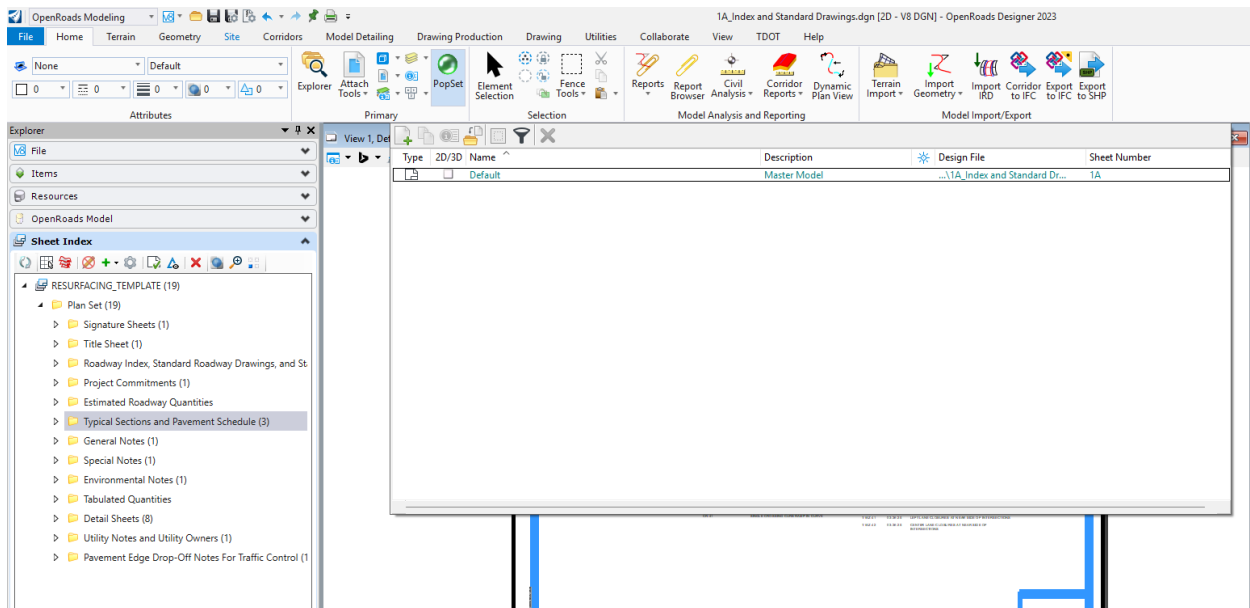 OpenRoads Modeling
1A_Index and Standard Drawings.dgn [2D - V8 DGN] - OpenRoads Designer 2023
File Home Terrain Geometry Site Corridors Model Detailing Drawing Production Drawing Utilities Collaborate View TDOT Help
None Default
0 0 0 0 0
Explorer
Attach Tools
PopSet
Element Selection
Fence Tools
Reports
Report Browser
Civil Analysis
Corridor Reports
Dynamic Plan View
Terrain Import
Import Geometry
Import IRD
Corridor to IFC
Export to IFC
Export to SHP
Attributes Primary Selection Model Analysis and Reporting Model Import/Export
Explorer
File
Items
Resources
OpenRoads Model
Sheet Index
RESURFACING_TEMPLATE (19)
Plan Set (19)
Signature Sheets (1)
Title Sheet (1)
Roadway Index, Standard Roadway Drawings, and St
Project Commitments (1)
Estimated Roadway Quantities
Typical Sections and Pavement Schedule (3)
General Notes (1)
Special Notes (1)
Environmental Notes (1)
Tabulated Quantities
Detail Sheets (8)
Utility Notes and Utility Owners (1)
Pavement Edge Drop-Off Notes For Traffic Control (1
View 1, Def
Type 2D/3D Name Description Design File Sheet Number
Default Master Model ...\1A_Index and Standard Dr... 1A